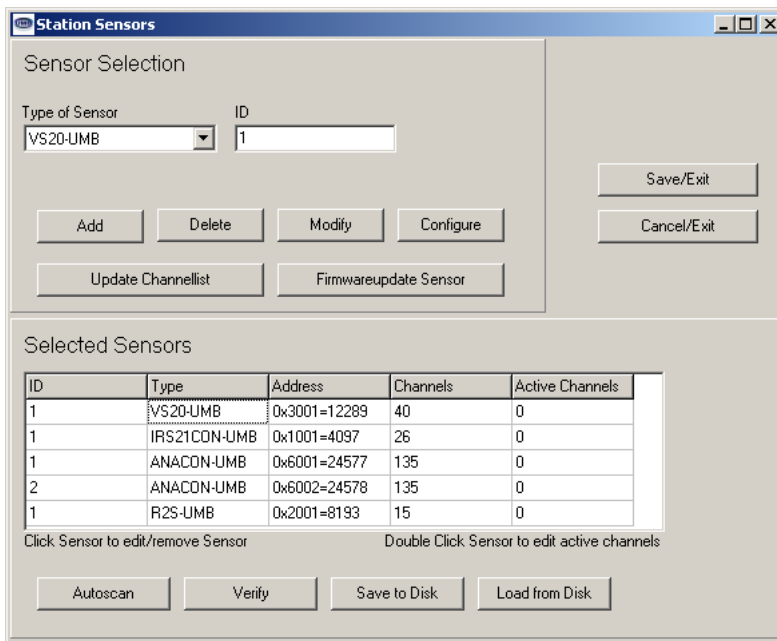 Station Sensors
Sensor Selection
Type of Sensor ID
VS20-UMB 1
Save/Exit
Add Delete Modify Configure Cancel/Exit
Update Channellist Firmwareupdate Sensor
Selected Sensors
ID Type Address Channels Active Channels
1 VS20-UMB 0x3001=12289 40 0
1 IRS21CON-UMB 0x1001=4097 26 0
1 ANACON-UMB 0x6001=24577 135 0
2 ANACON-UMB 0x6002=24578 135 0
1 R2S-UMB 0x2001=8193 15 0
Click Sensor to edit/remove Sensor Double Click Sensor to edit active channels
Autoscan Verify Save to Disk Load from Disk